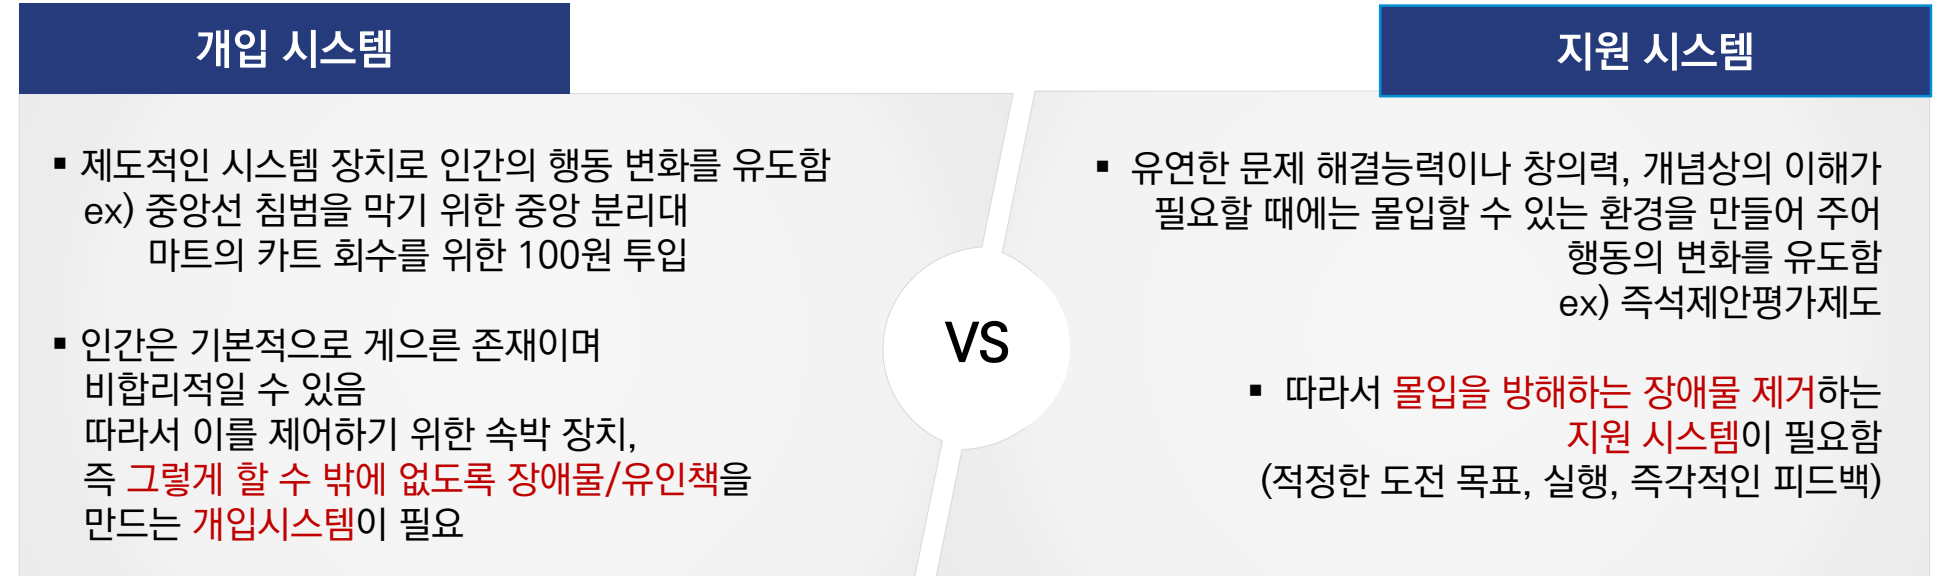 개입 시스템
▪ 제도적인 시스템 장치로 인간의 행동 변화를 유도함
ex) 중앙선 침범을 막기 위한 중앙 분리대
마트의 카트 회수를 위한 100원 투입
▪ 인간은 기본적으로 게으른 존재이며
비합리적일 수 있음
따라서 이를 제어하기 위한 속박 장치,
즉 그렇게 할 수 밖에 없도록 장애물/유인책을
만드는 개입시스템이 필요
VS
지원 시스템
▪ 유연한 문제 해결능력이나 창의력, 개념상의 이해가
필요할 때에는 몰입할 수 있는 환경을 만들어 주어
행동의 변화를 유도함
ex) 즉석제안평가제도
▪ 따라서 몰입을 방해하는 장애물 제거하는
지원 시스템이 필요함
(적정한 도전 목표, 실행, 즉각적인 피드백)